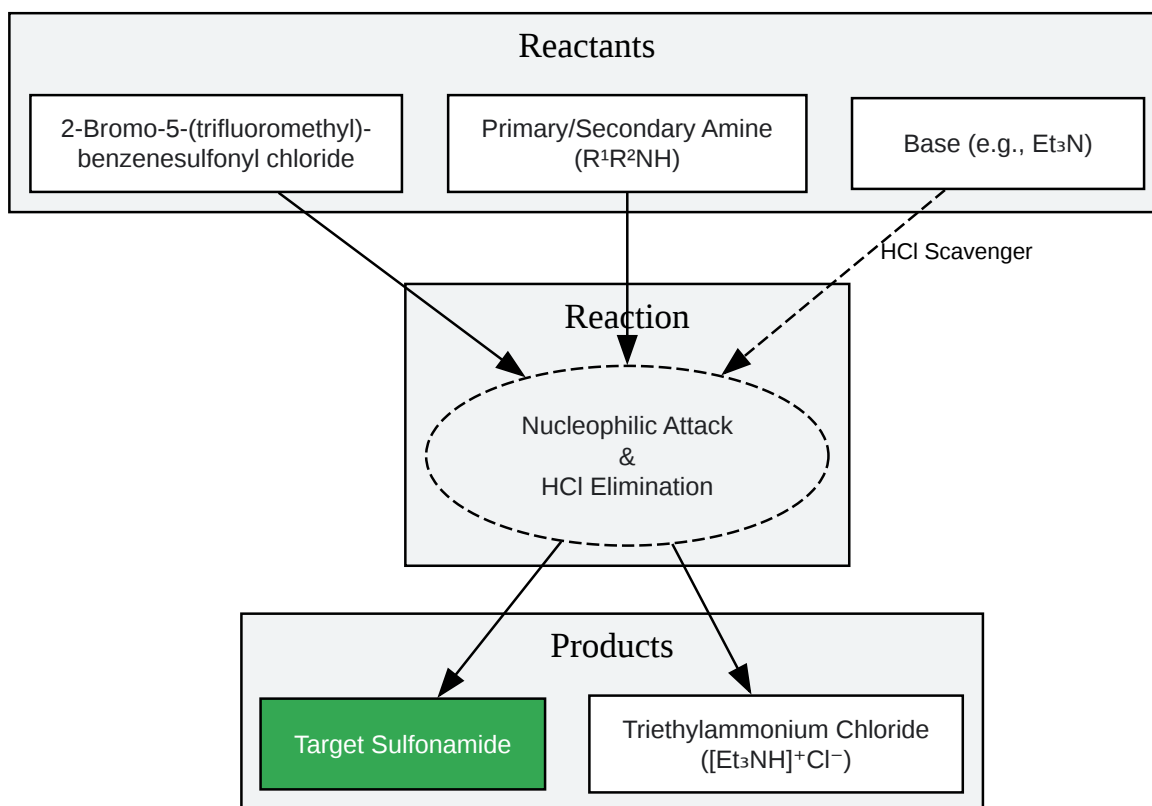 Reactants
2-Bromo-5-(trifluoromethyl)-
benzenesulfonyl chloride
Primary/Secondary Amine
(R¹R²NH)
Base (e.g., Et₃N)
HCl Scavenger
Reaction
Nucleophilic Attack
&
HCl Elimination
Products
Target Sulfonamide
Triethylammonium Chloride
([Et₃NH]⁺Cl⁻)